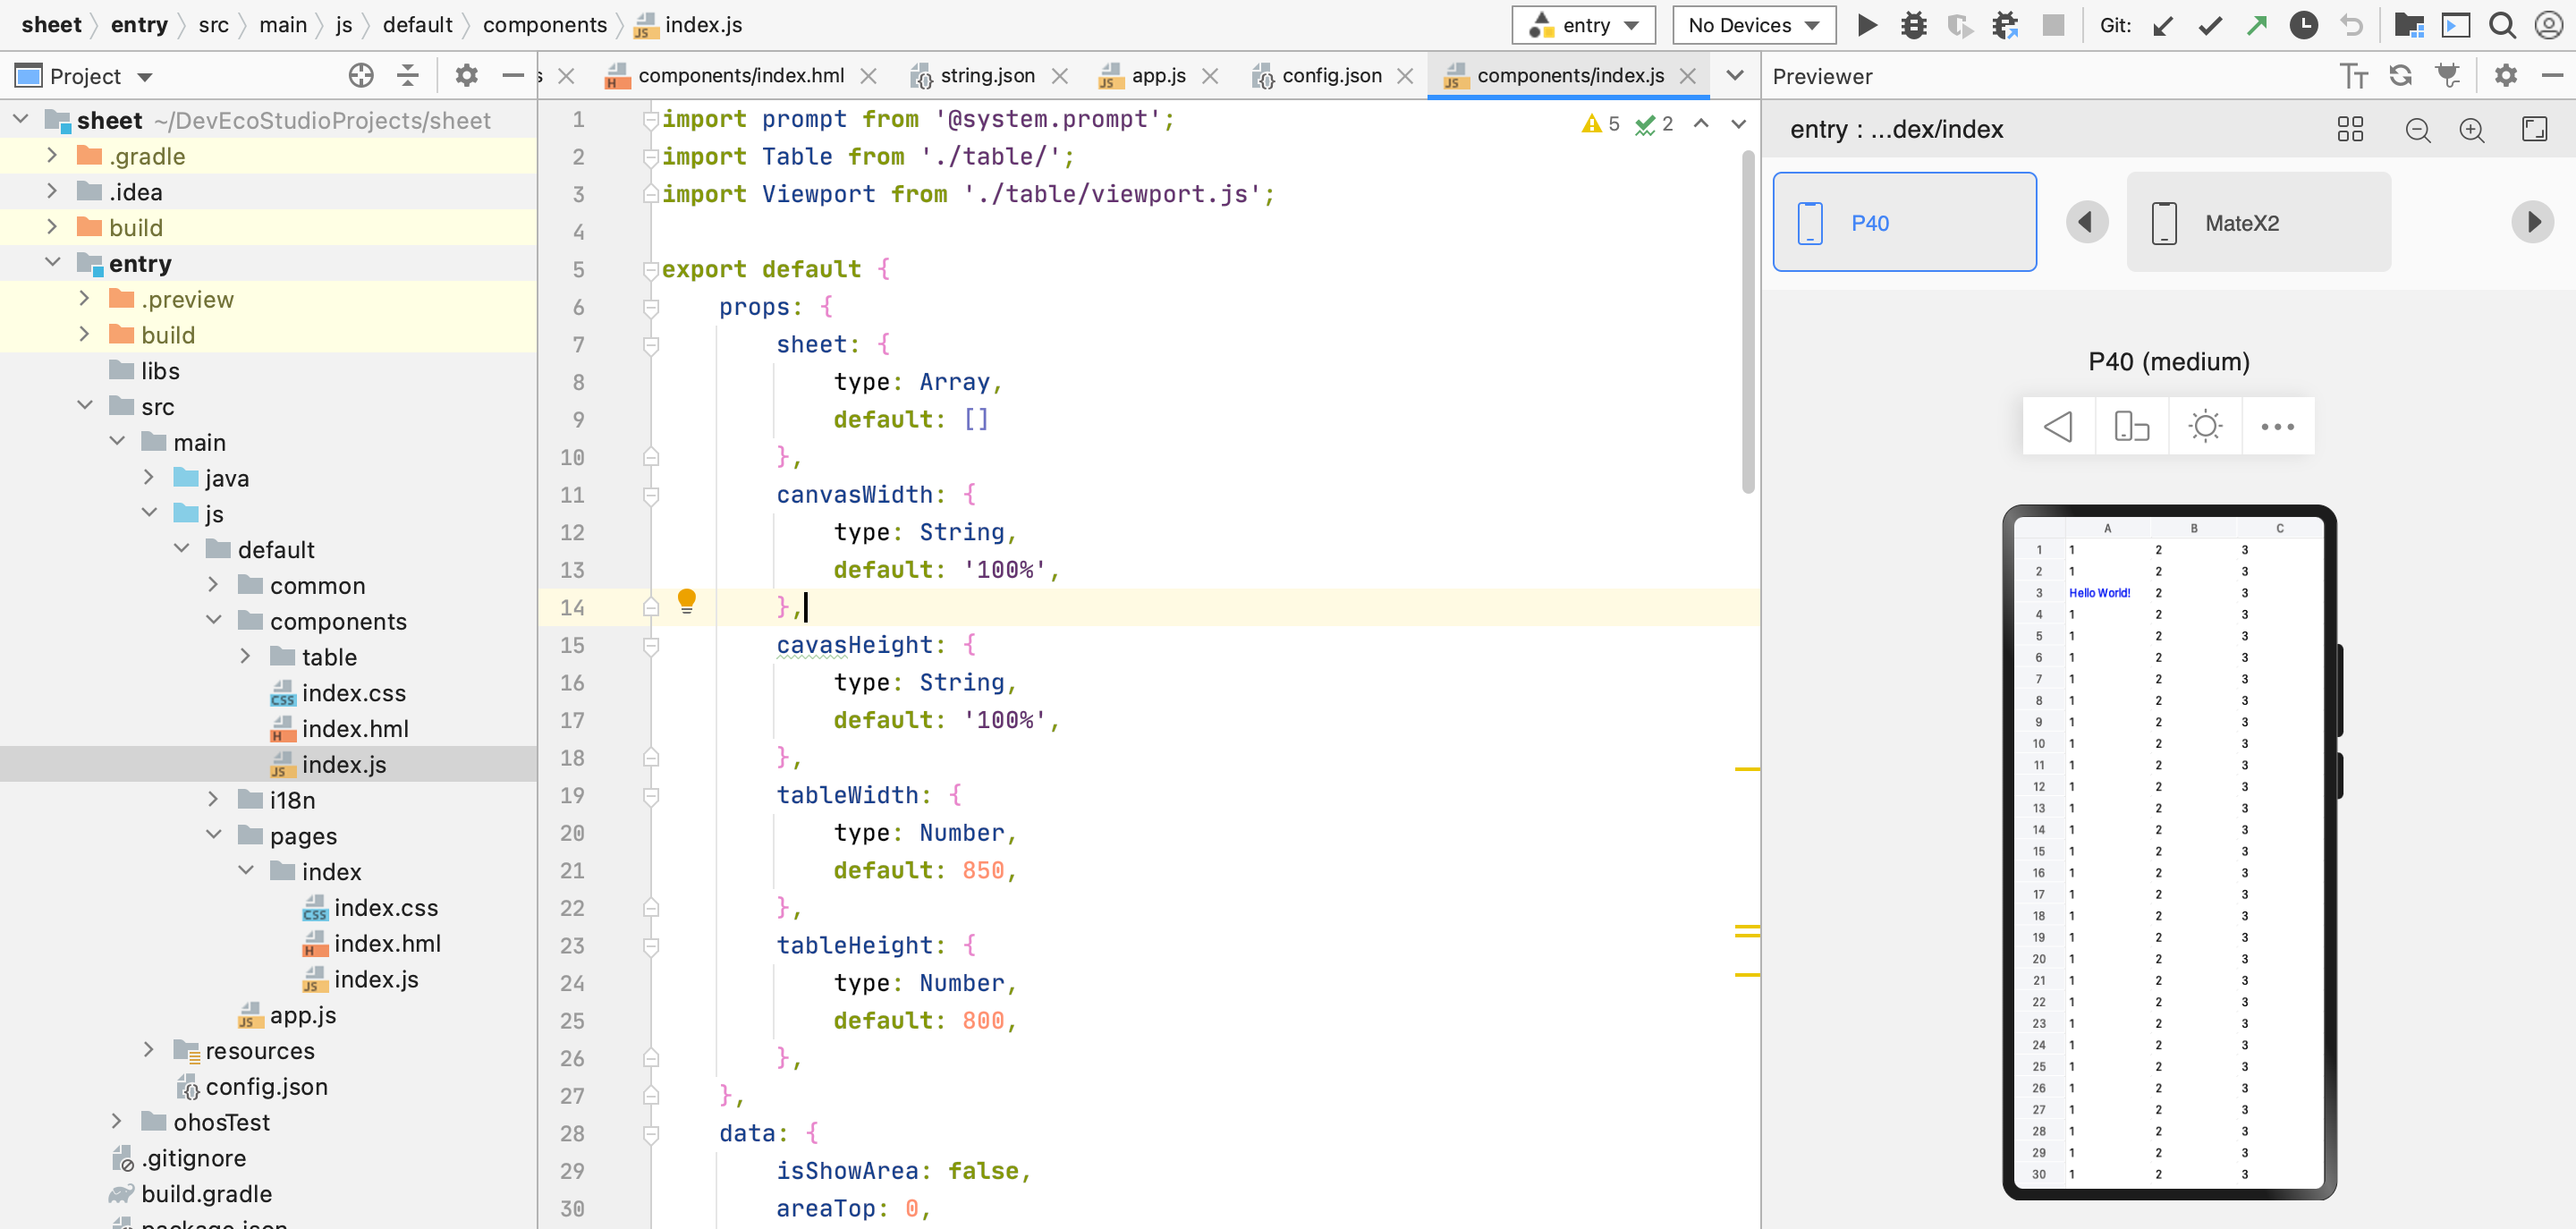 sheet entry src main js default components index.js
entry
No Devices
Git:
Project
s
components/index.hml
string.json
app.js
config.json
components/index.js
Previewer
sheet ~/DevEcoStudioProjects/sheet
.gradle
.idea
build
entry
.preview
build
libs
src
main
java
js
default
common
components
table
index.css
index.hml
index.js
i18n
pages
index
index.css
index.hml
index.js
app.js
resources
config.json
ohosTest
.gitignore
build.gradle
package.json
5 2
1 import prompt from '@system.prompt';
2 import Table from './table/';
3 import Viewport from './table/viewport.js';
4
5 export default {
6 props: {
7 sheet: {
8 type: Array,
9 default: []
10 },
11 canvasWidth: {
12 type: String,
13 default: '100%',
14 },
15 cavasHeight: {
16 type: String,
17 default: '100%',
18 },
19 tableWidth: {
20 type: Number,
21 default: 850,
22 },
23 tableHeight: {
24 type: Number,
25 default: 800,
26 },
27 },
28 data: {
29 isShowArea: false,
30 areaTop: 0,
entry : ...dex/index
P40
MateX2
P40 (medium)
A B C
1 1 2 3
2 1 2 3
3 Hello World! 2 3
4 1 2 3
5 1 2 3
6 1 2 3
7 1 2 3
8 1 2 3
9 1 2 3
10 1 2 3
11 1 2 3
12 1 2 3
13 1 2 3
14 1 2 3
15 1 2 3
16 1 2 3
17 1 2 3
18 1 2 3
19 1 2 3
20 1 2 3
21 1 2 3
22 1 2 3
23 1 2 3
24 1 2 3
25 1 2 3
26 1 2 3
27 1 2 3
28 1 2 3
29 1 2 3
30 1 2 3